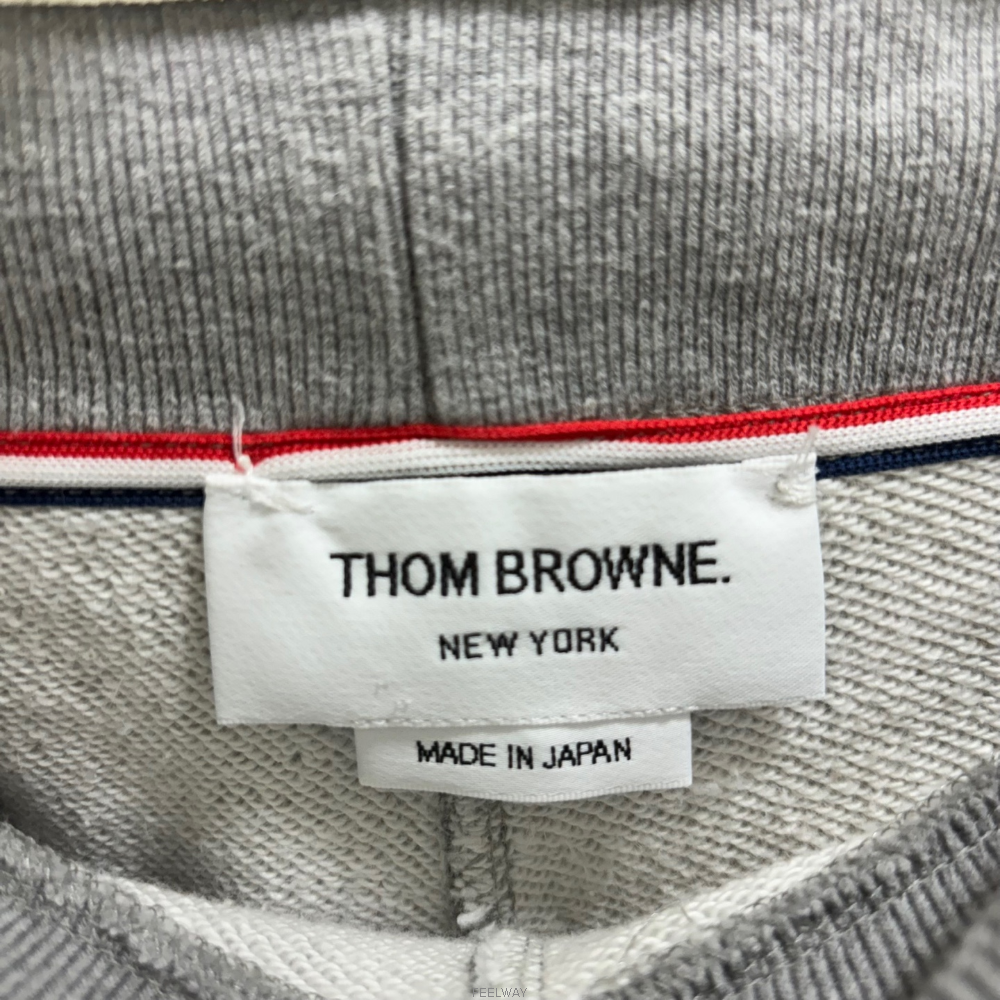 THOM BROWNE.
NEW YORK
MADE IN JAPAN
FEELWAY